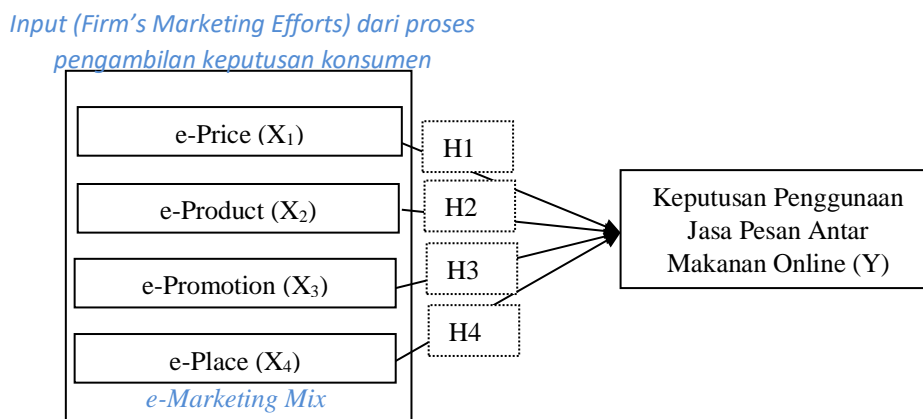 Input (Firm's Marketing Efforts) dari proses
pengambilan keputusan konsumen
e-Price (X₁)
H1
e-Product (X₂)
H2
Keputusan Penggunaan
Jasa Pesan Antar
Makanan Online (Y)
e-Promotion (X₃)
H3
e-Place (X₄)
H4
e-Marketing Mix